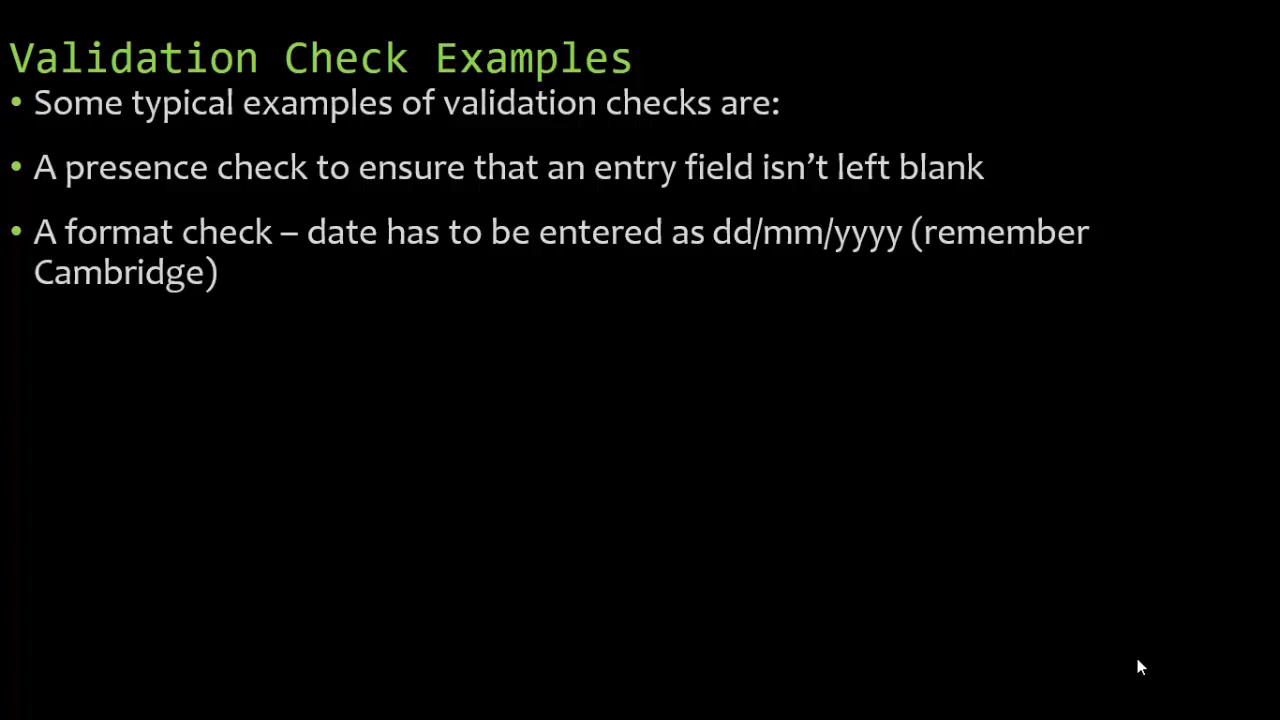 Validation Check Examples
• Some typical examples of validation checks are:
• A presence check to ensure that an entry field isn’t left blank
• A format check – date has to be entered as dd/mm/yyyy (remember
Cambridge)